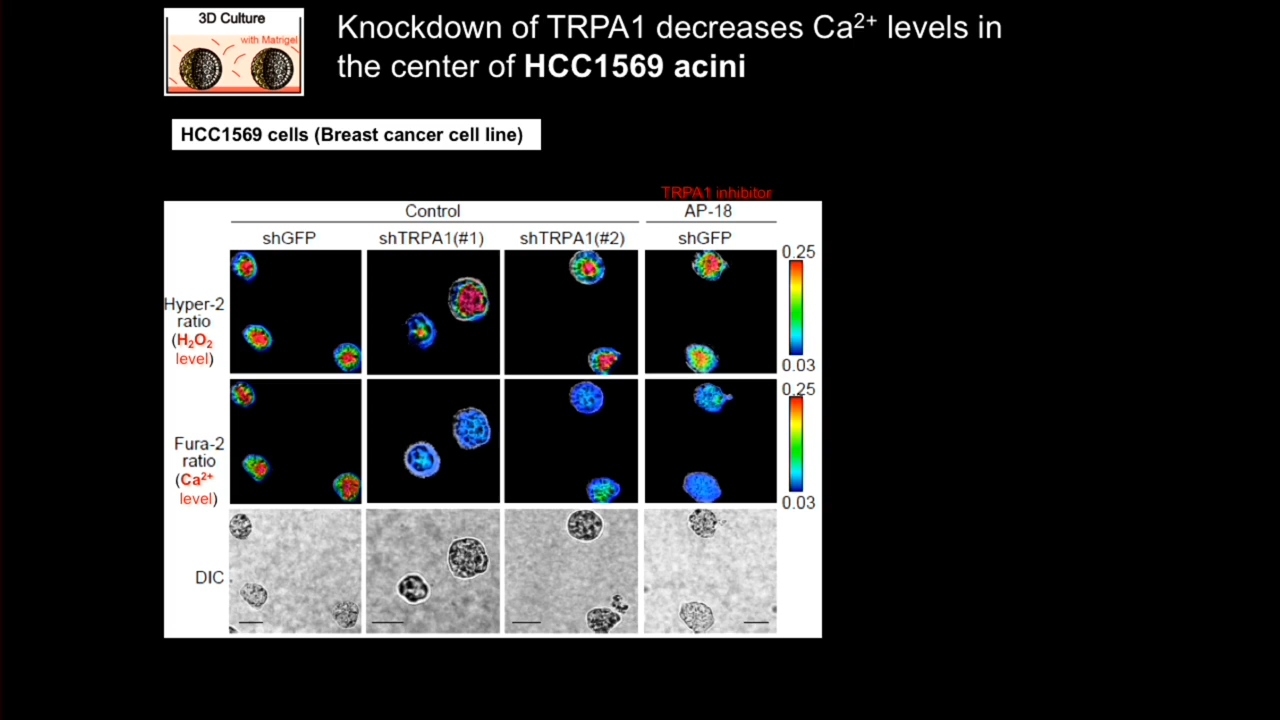 3D Culture
with Matrigel
Knockdown of TRPA1 decreases Ca²⁺ levels in
the center of HCC1569 acini
HCC1569 cells (Breast cancer cell line)
TRPA1 inhibitor
Control
AP-18
shGFP
shTRPA1(#1)
shTRPA1(#2)
shGFP
Hyper-2
ratio
(H₂O₂
level)
0.25
0.03
Fura-2
ratio
(Ca²⁺
level)
0.25
0.03
DIC